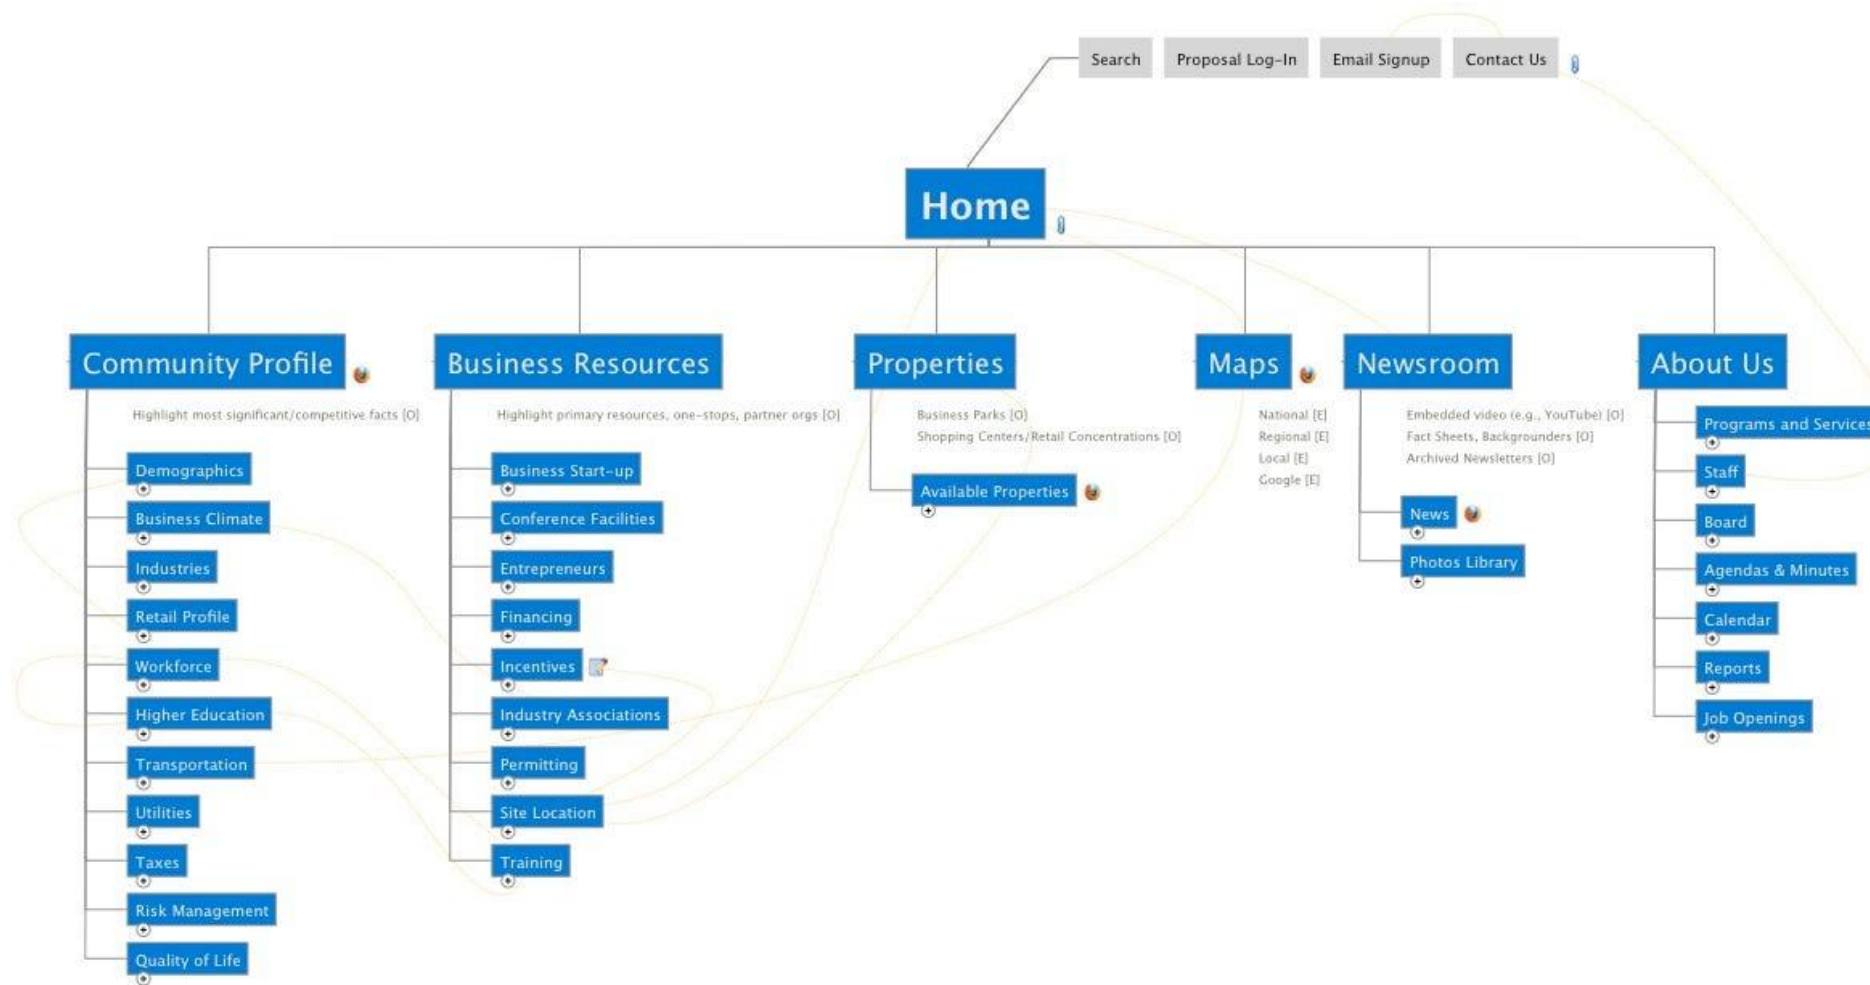 Search
Proposal Log-In
Email Signup
Contact Us
Home
Community Profile
Highlight most significant/competitive facts [O]
Demographics
Business Climate
Industries
Retail Profile
Workforce
Higher Education
Transportation
Utilities
Taxes
Risk Management
Quality of Life
Business Resources
Highlight primary resources, one-stops, partner orgs [O]
Business Start-up
Conference Facilities
Entrepreneurs
Financing
Incentives
Industry Associations
Permitting
Site Location
Training
Properties
Business Parks [O]
Shopping Centers/Retail Concentrations [O]
Available Properties
Maps
National [E]
Regional [E]
Local [E]
Google [E]
Newsroom
Embedded video (e.g., YouTube) [O]
Fact Sheets, Backgrounders [O]
Archived Newsletters [O]
News
Photos Library
About Us
Programs and Services
Staff
Board
Agendas & Minutes
Calendar
Reports
Job Openings